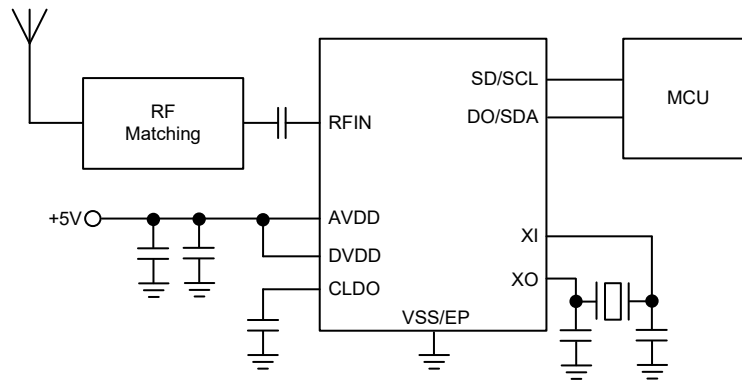 RF
Matching
RFIN
SD/SCL
DO/SDA
MCU
+5V
AVDD
DVDD
CLDO
XI
XO
VSS/EP